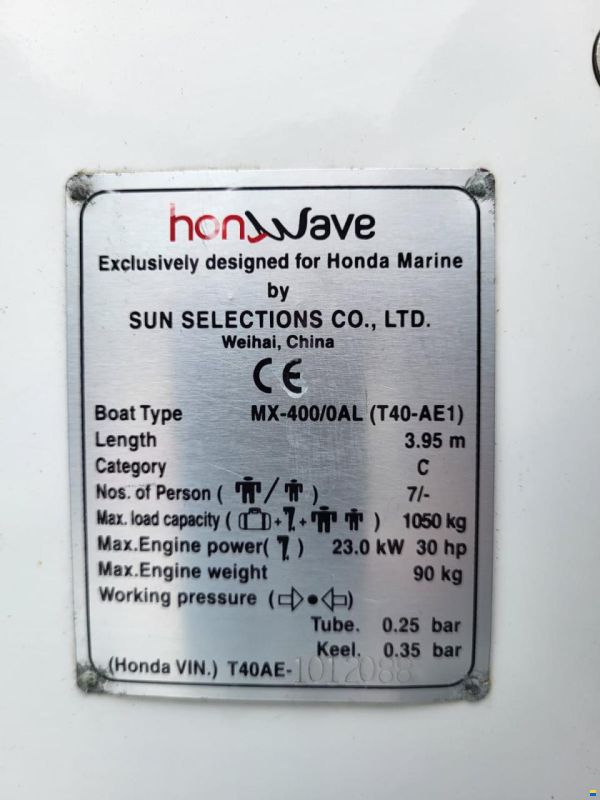 honwave
Exclusively designed for Honda Marine
by
SUN SELECTIONS CO., LTD.
Weihai, China
CE
Boat Type MX-400/0AL (T40-AE1)
Length 3.95 m
Category C
Nos. of Person ( / ) 7/-
Max. load capacity ( + + ) 1050 kg
Max.Engine power( ) 23.0 kW 30 hp
Max.Engine weight 90 kg
Working pressure ( )
Tube. 0.25 bar
Keel. 0.35 bar
(Honda VIN.) T40AE-1012088